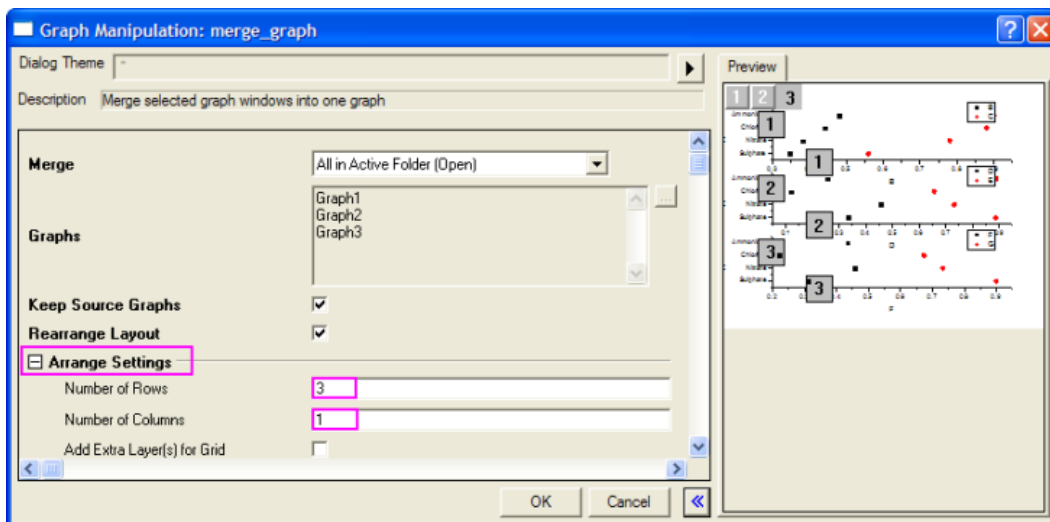 Graph Manipulation: merge_graph
Dialog Theme
Description Merge selected graph windows into one graph
Merge All in Active Folder (Open)
Graphs
Graph1
Graph2
Graph3
Keep Source Graphs
Rearrange Layout
Arrange Settings
Number of Rows 3
Number of Columns 1
Add Extra Layer(s) for Grid
OK Cancel
Preview
1 2 3
1
1
2
2
3
3